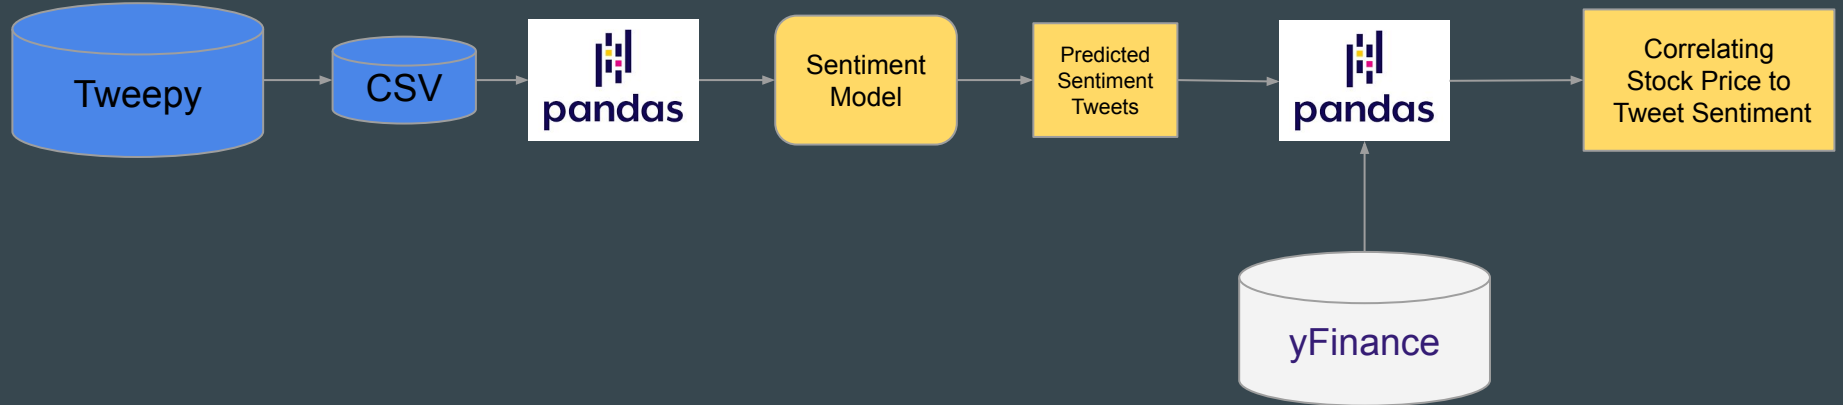 Tweepy
CSV
pandas
Sentiment
Model
Predicted
Sentiment
Tweets
pandas
Correlating
Stock Price to
Tweet Sentiment
yFinance